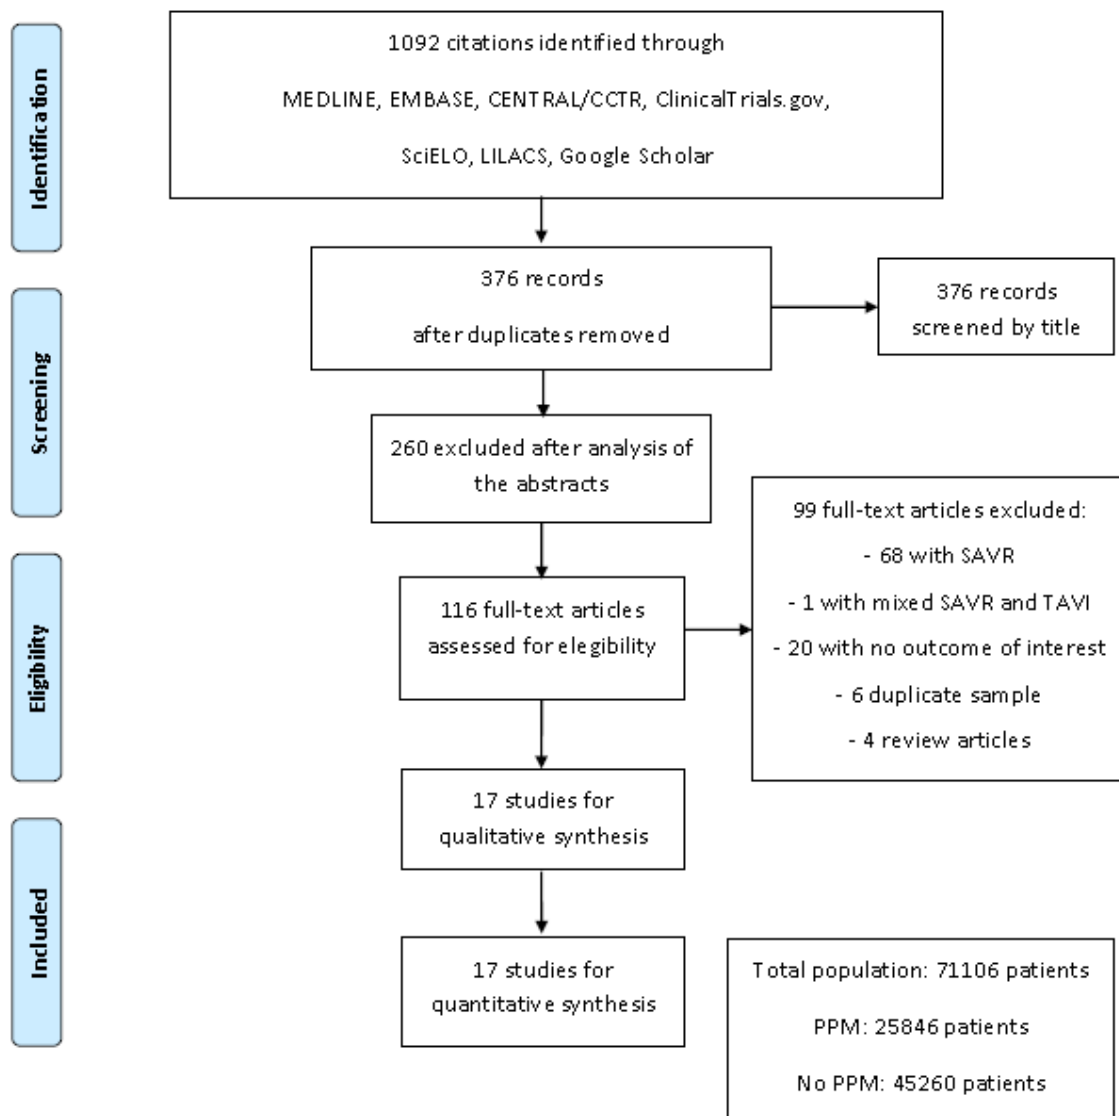 Identification
1092 citations identified through
MEDLINE, EMBASE, CENTRAL/CCTR, ClinicalTrials.gov,
SciELO, LILACS, Google Scholar
Screening
376 records
after duplicates removed
376 records
screened by title
260 excluded after analysis of
the abstracts
Eligibility
116 full-text articles
assessed for elegibility
99 full-text articles excluded:
- 68 with SAVR
- 1 with mixed SAVR and TAVI
- 20 with no outcome of interest
- 6 duplicate sample
- 4 review articles
17 studies for
qualitative synthesis
Included
17 studies for
quantitative synthesis
Total population: 71106 patients
PPM: 25846 patients
No PPM: 45260 patients